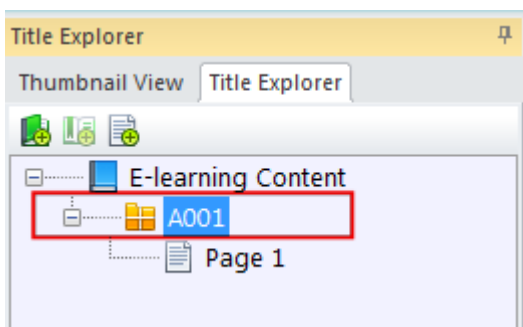 Title Explorer
Thumbnail View Title Explorer
E-learning Content
A001
Page 1